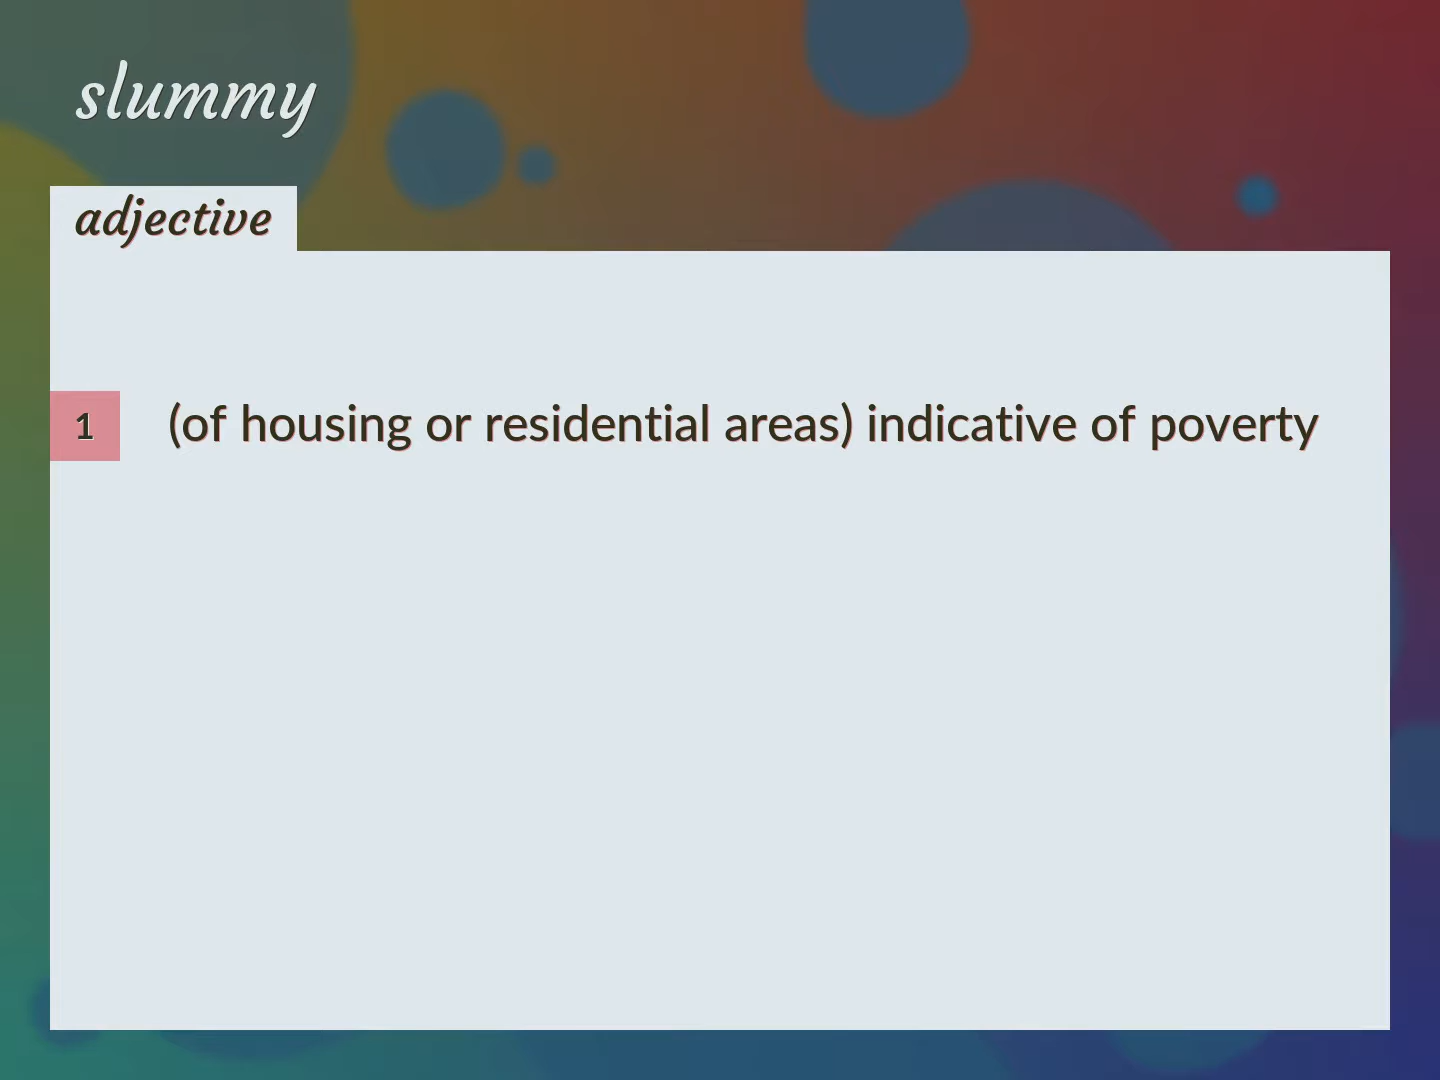 slummy
adjective
1 (of housing or residential areas) indicative of poverty